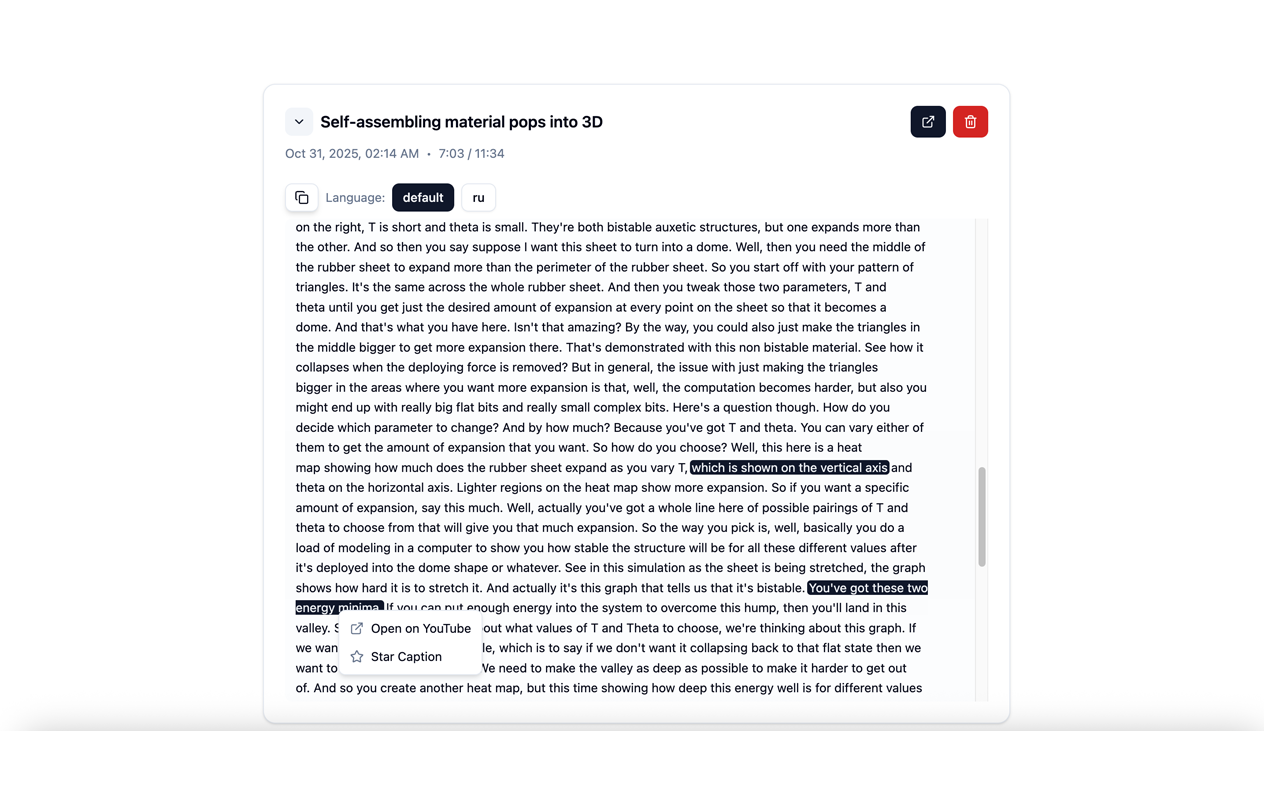 Self-assembling material pops into 3D
Oct 31, 2025, 02:14 AM • 7:03 / 11:34
Language: default ru
on the right, T is short and theta is small. They're both bistable auxetic structures, but one expands more than
the other. And so then you say suppose I want this sheet to turn into a dome. Well, then you need the middle of
the rubber sheet to expand more than the perimeter of the rubber sheet. So you start off with your pattern of
triangles. It's the same across the whole rubber sheet. And then you tweak those two parameters, T and
theta until you get just the desired amount of expansion at every point on the sheet so that it becomes a
dome. And that's what you have here. Isn't that amazing? By the way, you could also just make the triangles in
the middle bigger to get more expansion there. That's demonstrated with this non bistable material. See how it
collapses when the deploying force is removed? But in general, the issue with just making the triangles
bigger in the areas where you want more expansion is that, well, the computation becomes harder, but also you
might end up with really big flat bits and really small complex bits. Here's a question though. How do you
decide which parameter to change? And by how much? Because you've got T and theta. You can vary either of
them to get the amount of expansion that you want. So how do you choose? Well, this here is a heat
map showing how much does the rubber sheet expand as you vary T, which is shown on the vertical axis and
theta on the horizontal axis. Lighter regions on the heat map show more expansion. So if you want a specific
amount of expansion, say this much. Well, actually you've got a whole line here of possible pairings of T and
theta to choose from that will give you that much expansion. So the way you pick is, well, basically you do a
load of modeling in a computer to show you how stable the structure will be for all these different values after
it's deployed into the dome shape or whatever. See in this simulation as the sheet is being stretched, the graph
shows how hard it is to stretch it. And actually it's this graph that tells us that it's bistable. You've got these two
energy minima. If you can put enough energy into the system to overcome this hump, then you'll land in this
valley. out what values of T and Theta to choose, we're thinking about this graph. If
we wan le, which is to say if we don't want it collapsing back to that flat state then we
want to We need to make the valley as deep as possible to make it harder to get out
of. And so you create another heat map, but this time showing how deep this energy well is for different values
Open on YouTube
Star Caption